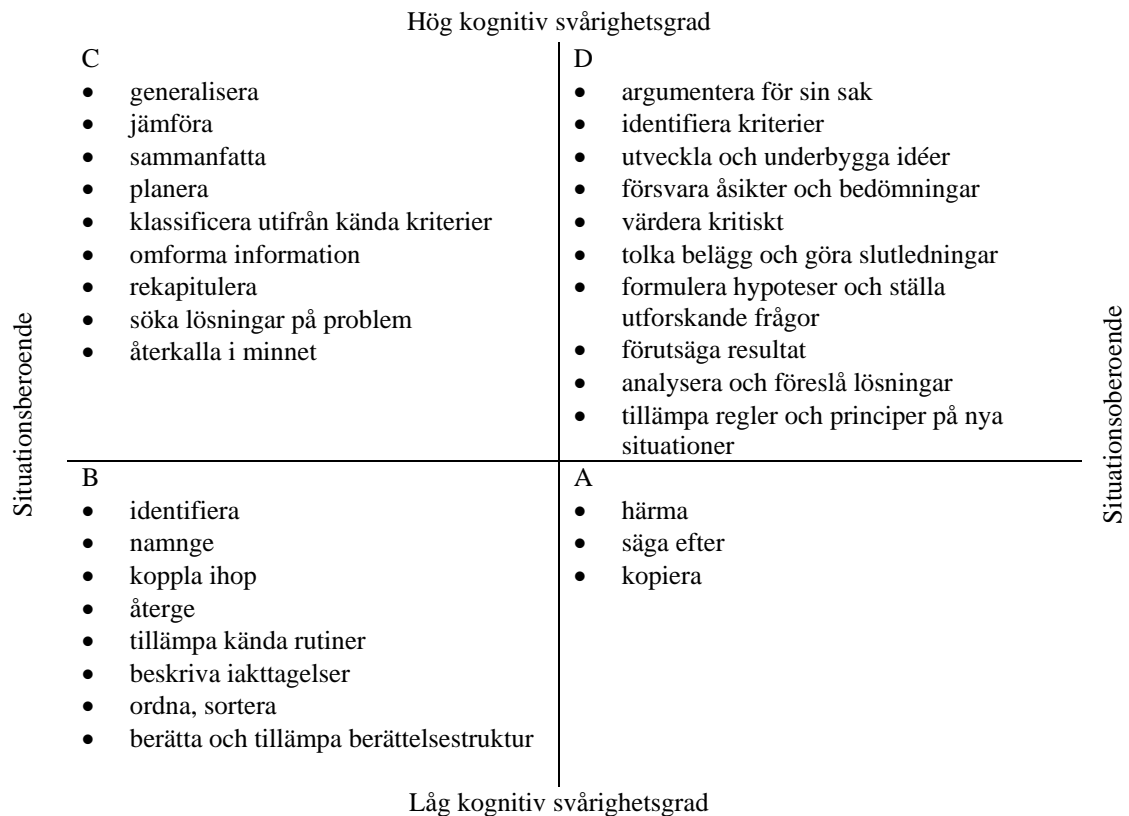 Hög kognitiv svårighetsgrad
C
• generalisera
• jämföra
• sammanfatta
• planera
• klassificera utifrån kända kriterier
• omforma information
• rekapitulera
• söka lösningar på problem
• återkalla i minnet
D
• argumentera för sin sak
• identifiera kriterier
• utveckla och underbygga idéer
• försvara åsikter och bedömningar
• värdera kritiskt
• tolka belägg och göra slutledningar
• formulera hypoteser och ställa
utforskande frågor
• förutsäga resultat
• analysera och föreslå lösningar
• tillämpa regler och principer på nya
situationer
Situationsberoende
Situationsoberoende
B
• identifiera
• namnge
• koppla ihop
• återge
• tillämpa kända rutiner
• beskriva iakttagelser
• ordna, sortera
• berätta och tillämpa berättelsestruktur
A
• härma
• säga efter
• kopiera
Låg kognitiv svårighetsgrad